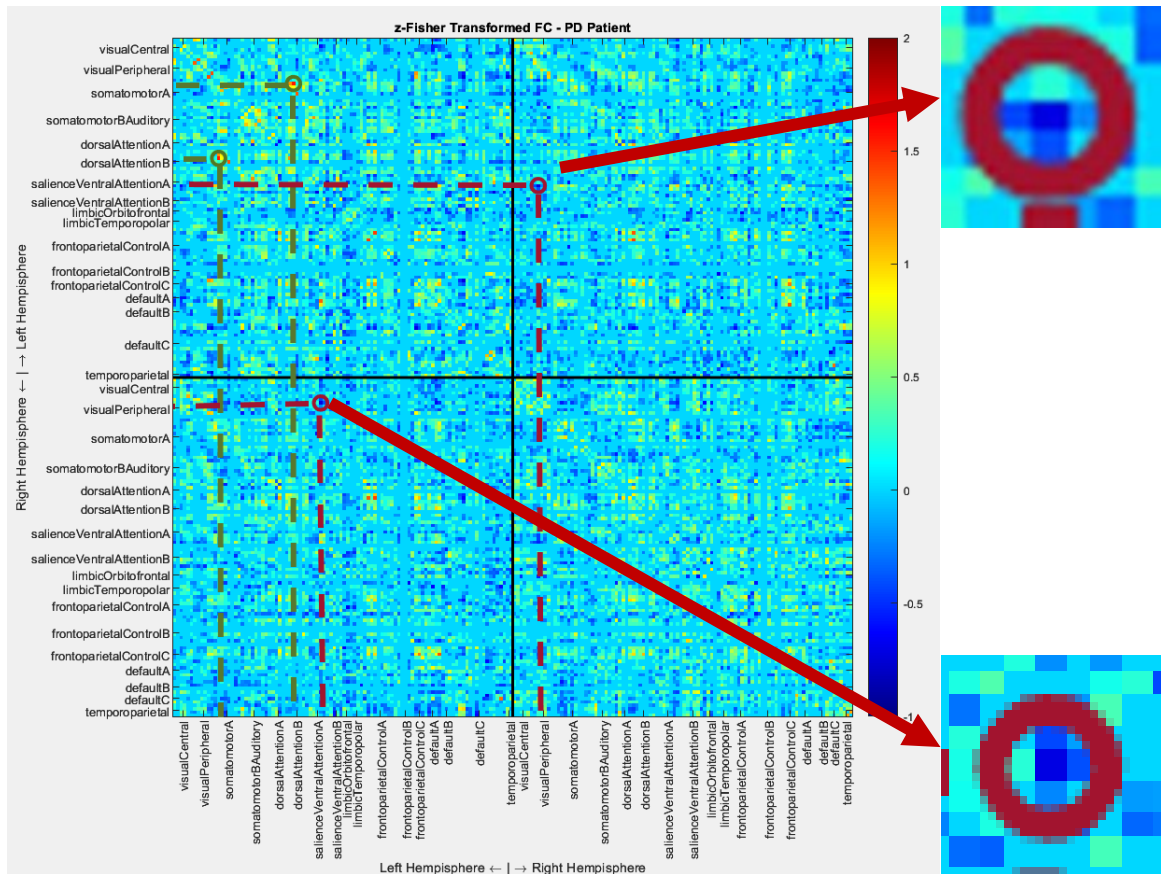 z-Fisher Transformed FC - PD Patient
visualCentral
visualPeripheral
somatomotorA
somatomotorBAuditory
dorsalAttentionA
dorsalAttentionB
salienceVentralAttentionA
salienceVentralAttentionB
limbicOrbitofrontal
limbicTemporopolar
frontoparietalControlA
frontoparietalControlB
frontoparietalControlC
defaultA
defaultB
defaultC
temporoparietal
visualCentral
visualPeripheral
somatomotorA
somatomotorBAuditory
dorsalAttentionA
dorsalAttentionB
salienceVentralAttentionA
salienceVentralAttentionB
limbicOrbitofrontal
limbicTemporopolar
frontoparietalControlA
frontoparietalControlB
frontoparietalControlC
defaultA
defaultB
defaultC
temporoparietal
Right Hempisphere ← | → Left Hempisphere
2
1.5
1
0.5
0
-0.5
-1
visualCentral
visualPeripheral
somatomotorA
somatomotorBAuditory
dorsalAttentionA
dorsalAttentionB
salienceVentralAttentionA
salienceVentralAttentionB
limbicOrbitofrontal
limbicTemporopolar
frontoparietalControlA
frontoparietalControlB
frontoparietalControlC
defaultA
defaultB
defaultC
temporoparietal
visualCentral
visualPeripheral
somatomotorA
somatomotorBAuditory
dorsalAttentionA
dorsalAttentionB
salienceVentralAttentionA
salienceVentralAttentionB
limbicOrbitofrontal
limbicTemporopolar
frontoparietalControlA
frontoparietalControlB
frontoparietalControlC
defaultA
defaultB
defaultC
temporoparietal
Left Hempisphere ← | → Right Hempisphere